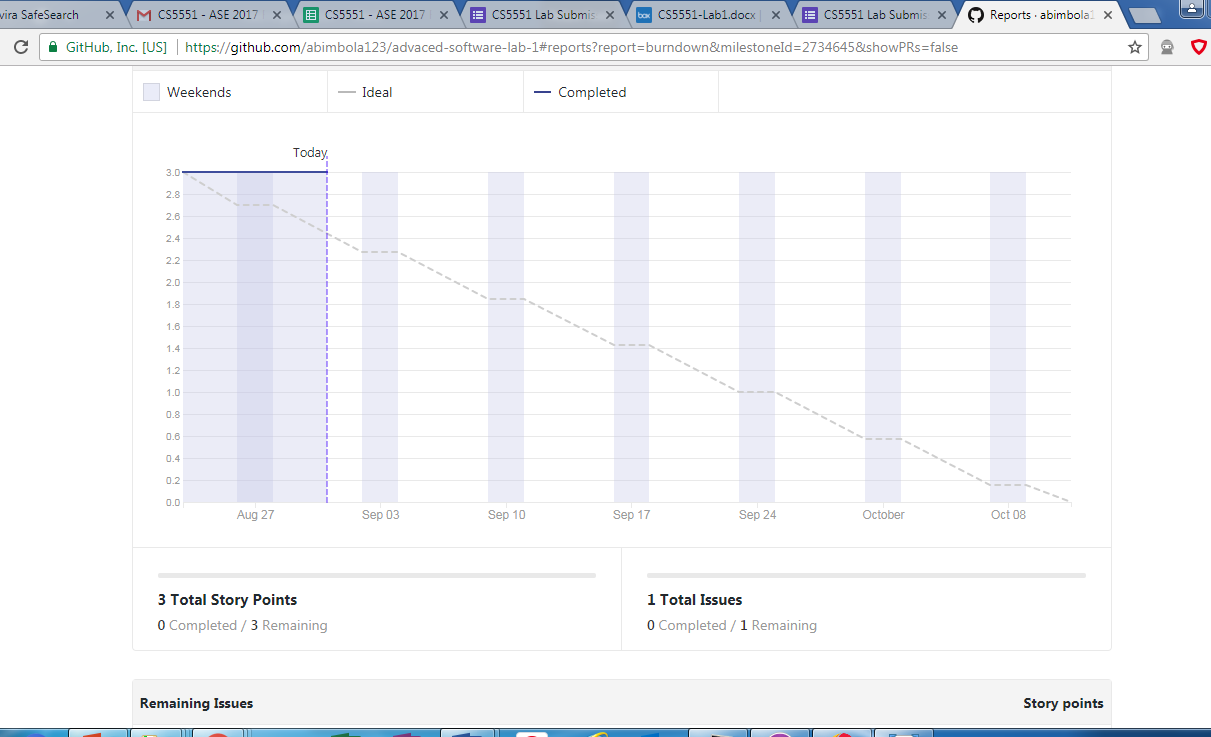 vira SafeSearch
CS5551 - ASE 2017
CS5551 - ASE 2017
CS5551 Lab Submis
CS5551-Lab1.docx
CS5551 Lab Submis
Reports · abimbola1
GitHub, Inc. [US] https://github.com/abimbola123/advaced-software-lab-1#reports?report=burndown&milestoneId=2734645&showPRs=false
Weekends Ideal Completed
Today
3.0
2.8
2.6
2.4
2.2
2.0
1.8
1.6
1.4
1.2
1.0
0.8
0.6
0.4
0.2
0.0
Aug 27 Sep 03 Sep 10 Sep 17 Sep 24 October Oct 08
3 Total Story Points
0 Completed / 3 Remaining
1 Total Issues
0 Completed / 1 Remaining
Remaining Issues Story points